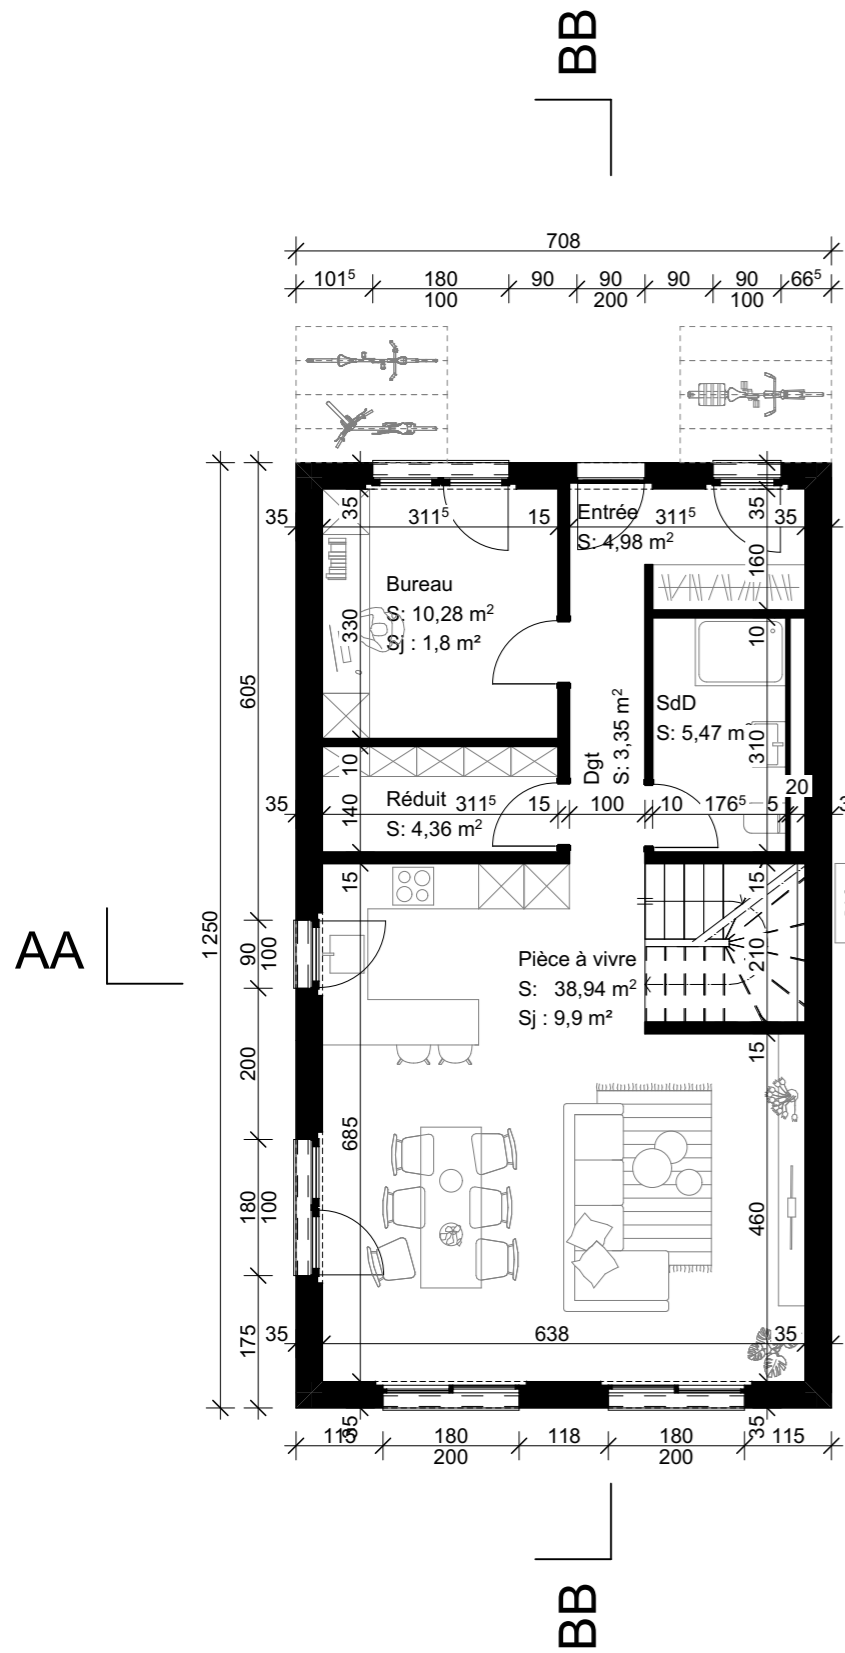 BB
708
101⁵ 180 90 90 90 90 66⁵
100 200 100
35 35
35 311⁵ 15 Entrée 311⁵ 35
S: 4,98 m²
160
Bureau
S: 10,28 m²
Sj : 1,8 m²
330
10
605
SdD
S: 5,47 m
310
Dgt
S: 3,35 m²
10
20
Réduit
S: 4,36 m²
35 311⁵ 15 100 10 176⁵ 5
140
15 15
1 250
AA
90
100
Pièce à vivre
S: 38,94 m²
Sj : 9,9 m²
210
200
15
685
180
100
460
175
35 638 35
35 35
115 180 118 180 115
200 200
BB